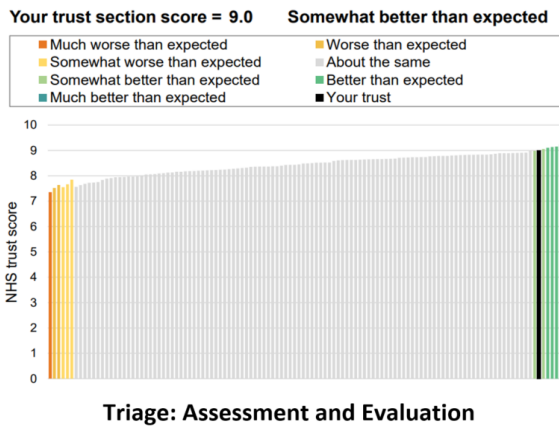 Your trust section score = 9.0 Somewhat better than expected
Much worse than expected Worse than expected
Somewhat worse than expected About the same
Somewhat better than expected Better than expected
Much better than expected Your trust
10
9
8
7
6
5
4
3
2
1
0
NHS trust score
Triage: Assessment and Evaluation